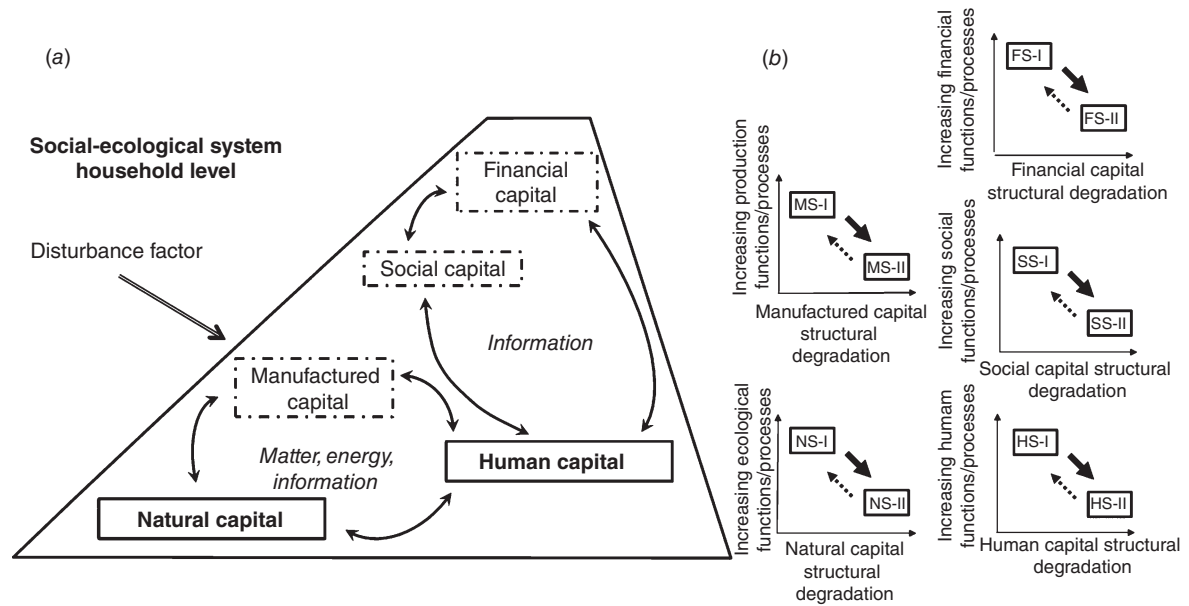 (a)
Social-ecological system
household level
Disturbance factor
Financial
capital
Social capital
Information
Manufactured
capital
Matter, energy,
information
Human capital
Natural capital
(b)
Increasing financial
functions/processes
FS-I
FS-II
Financial capital
structural degradation
Increasing production
functions/processes
MS-I
MS-II
Manufactured capital
structural
degradation
Increasing social
functions/processes
SS-I
SS-II
Social capital structural
degradation
Increasing ecological
functions/processes
NS-I
NS-II
Natural capital
structural
degradation
Increasing humam
functions/processes
HS-I
HS-II
Human capital structural
degradation